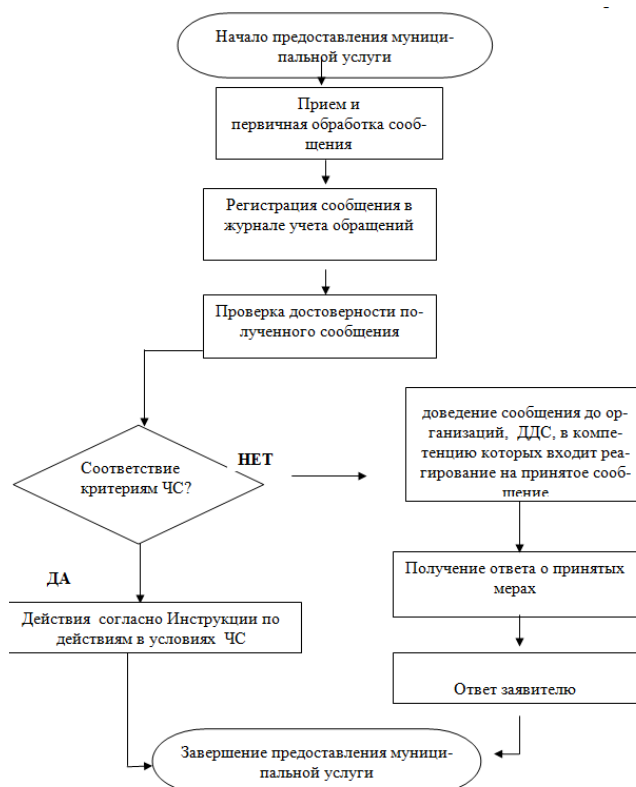 Начало предоставления муници-
пальной услуги
Прием и
первичная обработка сооб-
щения
Регистрация сообщения в
журнале учета обращений
Проверка достоверности по-
лученного сообщения
Соответствие
критериям ЧС?
НЕТ
доведение сообщения до ор-
ганизаций, ДДС, в компе-
тенцию которых входит реа-
гирование на принятое сооб-
щение
ДА
Действия согласно Инструкции по
действиям в условиях ЧС
Получение ответа о принятых
мерах
Ответ заявителю
Завершение предоставления муници-
пальной услуги